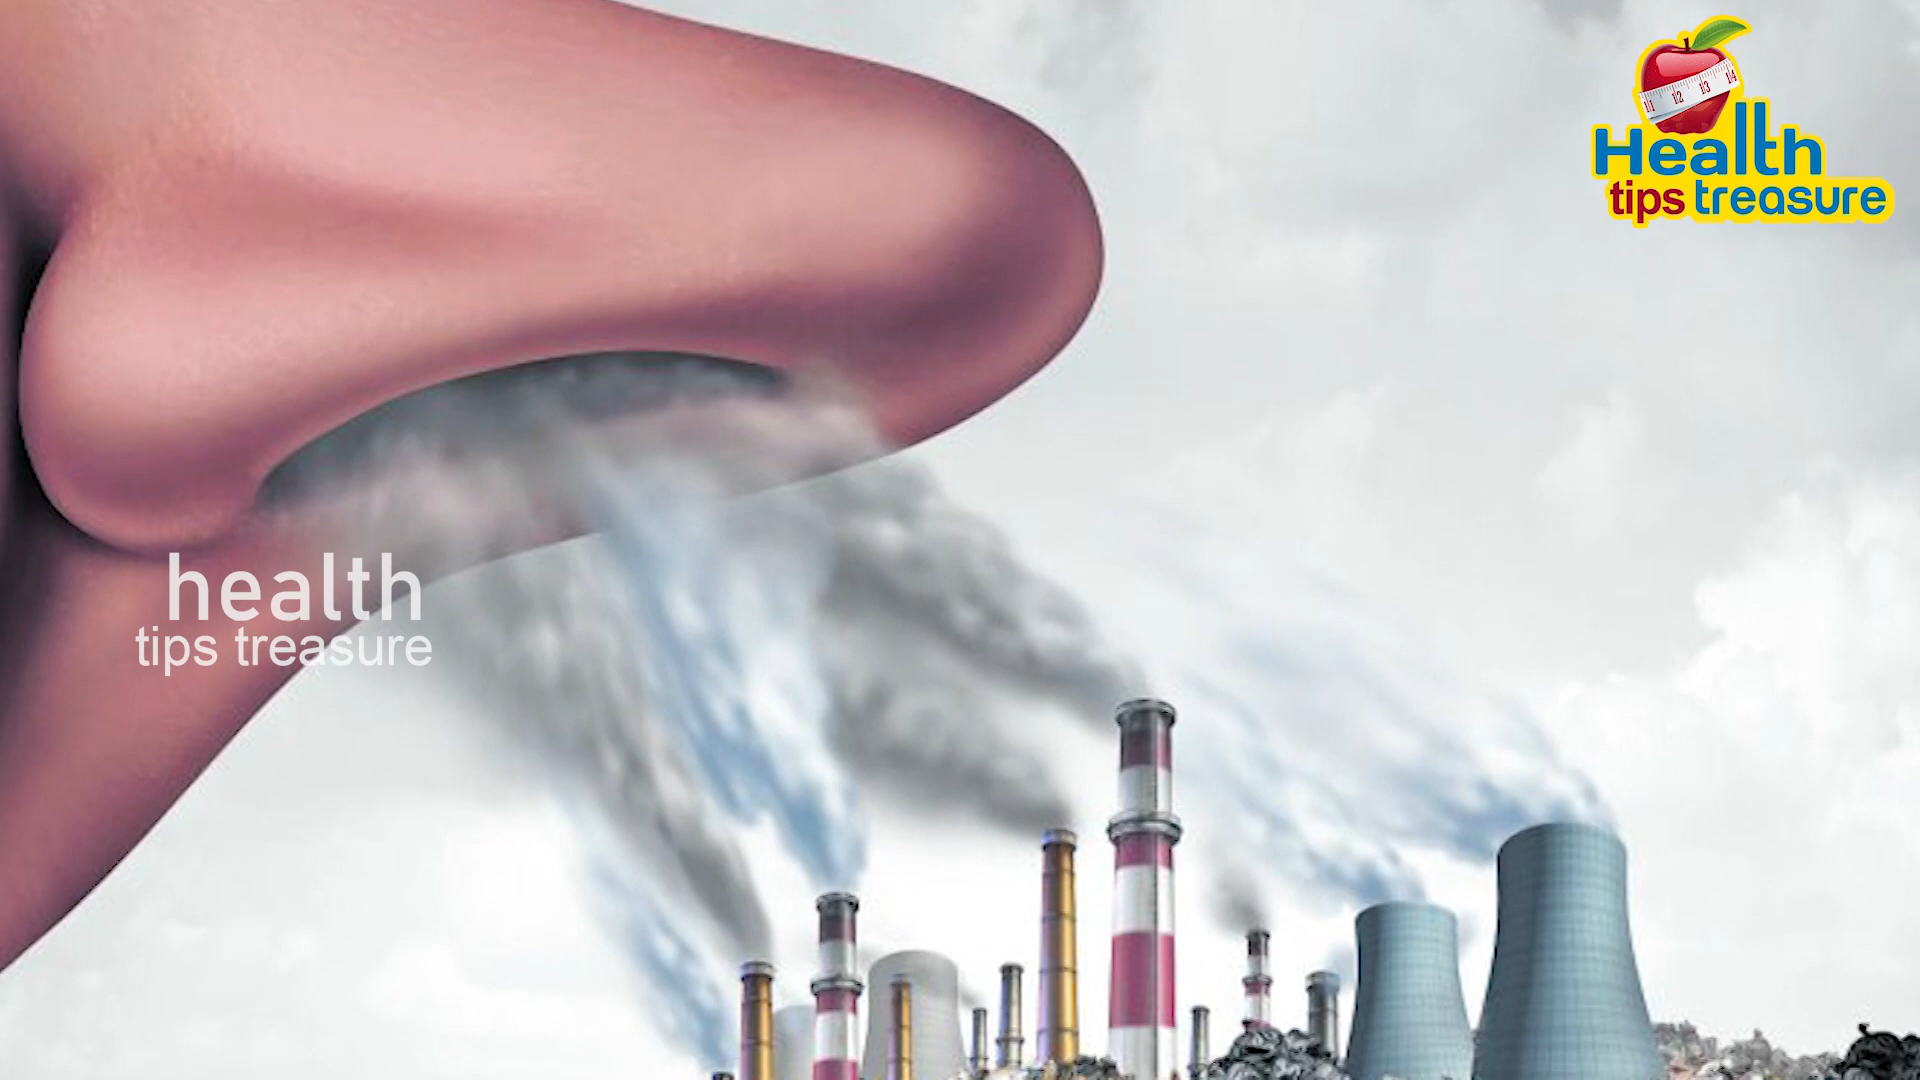 Health
tips treasure
health
tips treasure